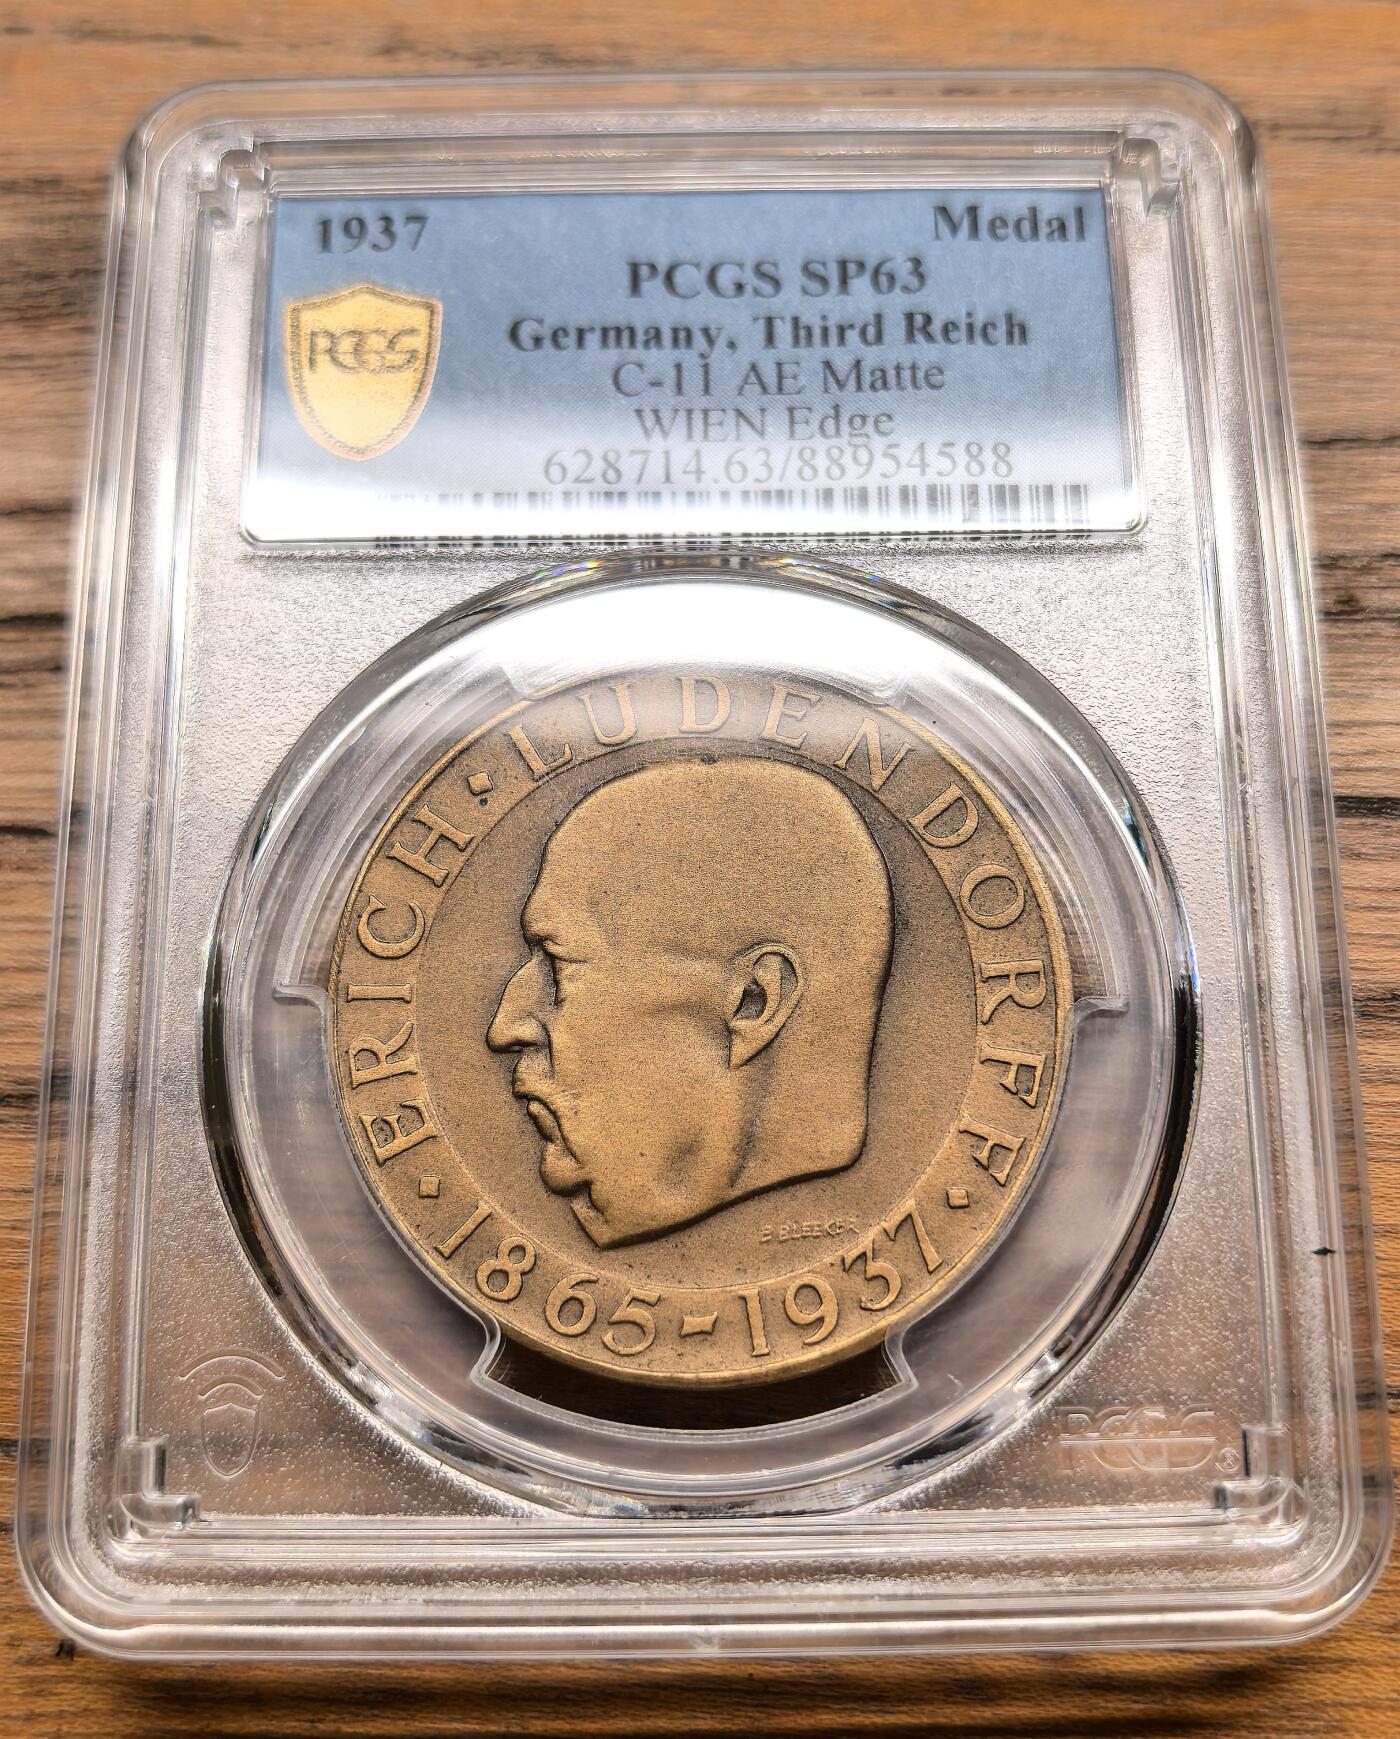 1937
Medal
PCGS
PCGS SP63
Germany, Third Reich
C-11 AE Matte
WIEN Edge
628714.63/88954588
ERICH · LUDENDORFF ·
1865-1937 ·
B BLEEKER
PCGS®